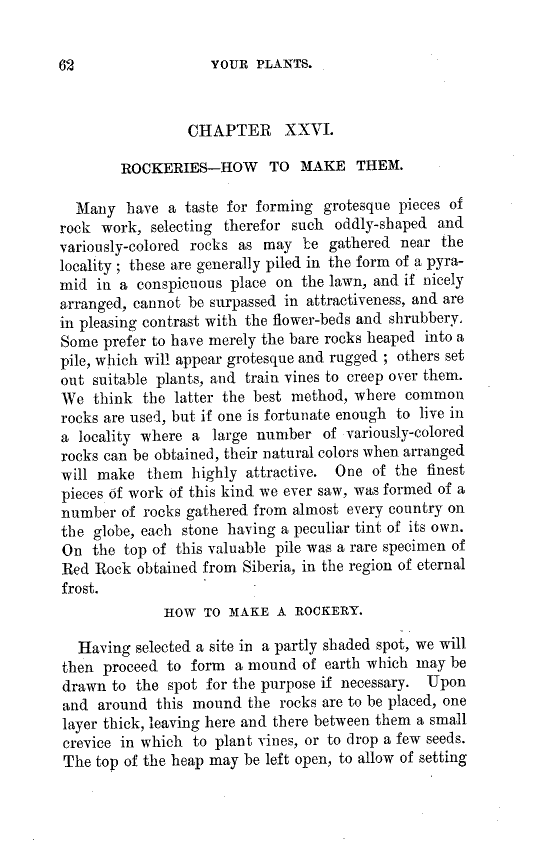 62 YOUR PLANTS.
CHAPTER XXVI.
ROCKERIES—HOW TO MAKE THEM.
Many have a taste for forming grotesque pieces of
rock work, selecting therefor such oddly-shaped and
variously-colored rocks as may be gathered near the
locality ; these are generally piled in the form of a pyra-
mid in a conspicuous place on the lawn, and if nicely
arranged, cannot be surpassed in attractiveness, and are
in pleasing contrast with the flower-beds and shrubbery.
Some prefer to have merely the bare rocks heaped into a
pile, which will appear grotesque and rugged ; others set
out suitable plants, and train vines to creep over them.
We think the latter the best method, where common
rocks are used, but if one is fortunate enough to live in
a locality where a large number of variously-colored
rocks can be obtained, their natural colors when arranged
will make them highly attractive. One of the finest
pieces of work of this kind we ever saw, was formed of a
number of rocks gathered from almost every country on
the globe, each stone having a peculiar tint of its own.
On the top of this valuable pile was a rare specimen of
Red Rock obtained from Siberia, in the region of eternal
frost.
HOW TO MAKE A ROCKERY.
Having selected a site in a partly shaded spot, we will
then proceed to form a mound of earth which may be
drawn to the spot for the purpose if necessary. Upon
and around this mound the rocks are to be placed, one
layer thick, leaving here and there between them a small
crevice in which to plant vines, or to drop a few seeds.
The top of the heap may be left open, to allow of setting